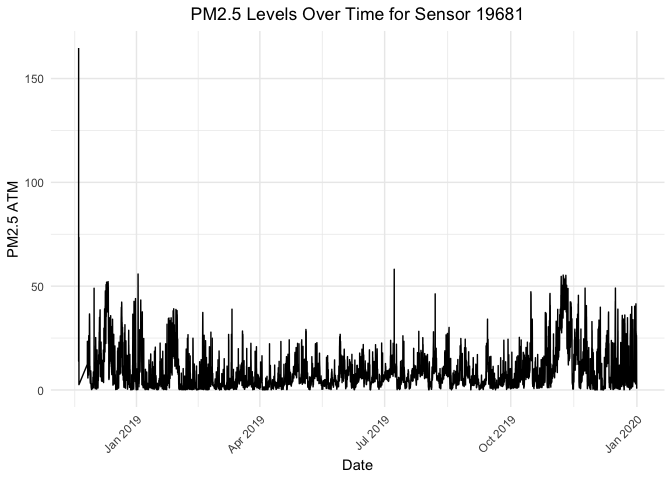 PM2.5 Levels Over Time for Sensor 19681
PM2.5 ATM
150
100
50
0
Jan 2019
Apr 2019
Jul 2019
Oct 2019
Jan 2020
Date